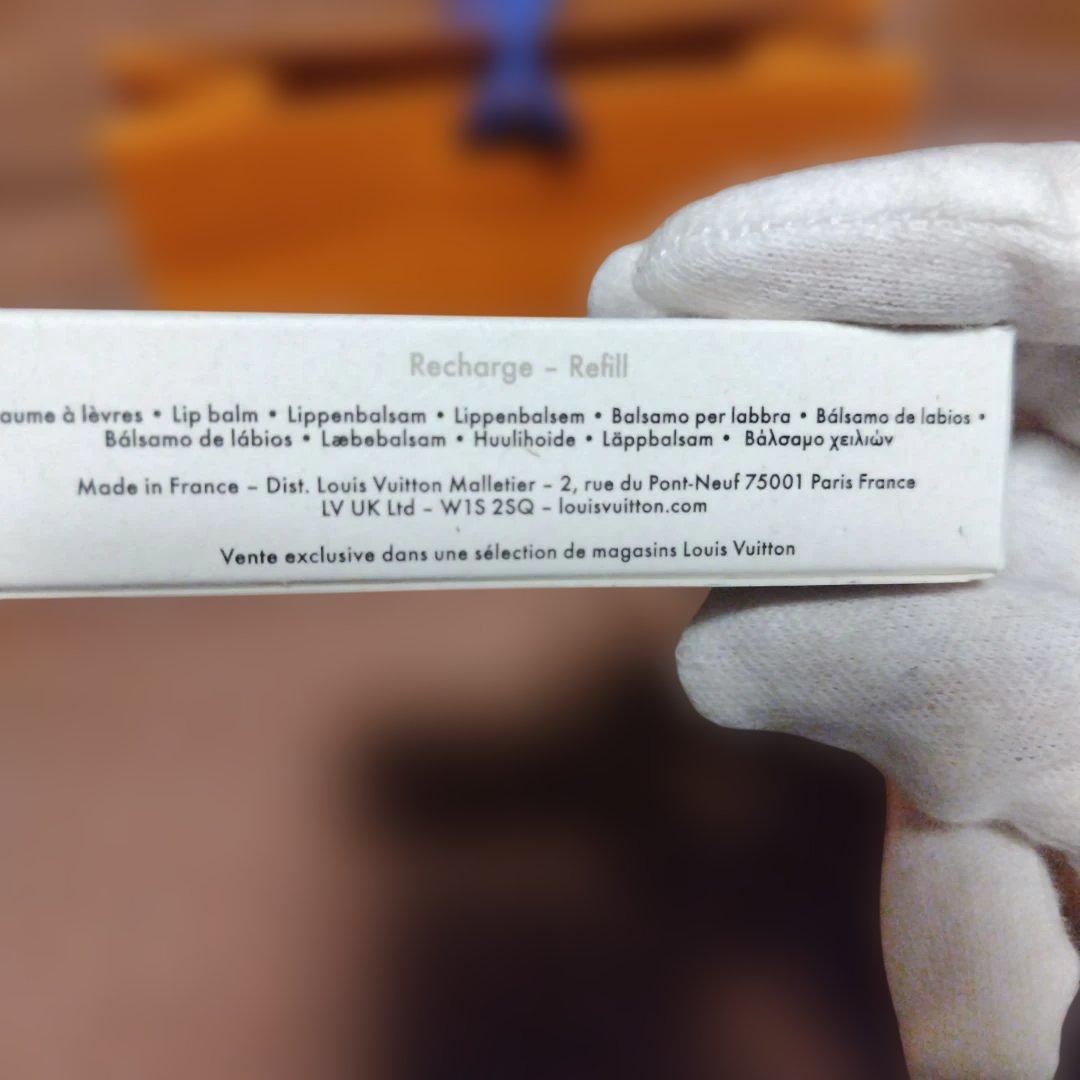 Recharge – Refill
aume à lèvres • Lip balm • Lippenbalsam • Lippenbalsem • Balsamo per labbra • Bálsamo de labios •
Bálsamo de lábios • Læbebalsam • Huulihoide • Läppbalsam • Βάλσαμο χειλιών
Made in France – Dist. Louis Vuitton Malletier – 2, rue du Pont-Neuf 75001 Paris France
LV UK Ltd – W1S 2SQ – louisvuitton.com
Vente exclusive dans une sélection de magasins Louis Vuitton